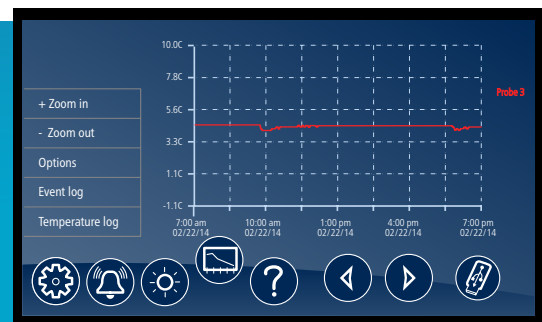 10.0C
7.8C
5.6C
3.3C
1.1C
-1.1C
Probe 3
+ Zoom in
- Zoom out
Options
Event log
Temperature log
7:00 am 10:00 am 1:00 pm 4:00 pm 7:00 pm
02/22/14 02/22/14 02/22/14 02/22/14 02/22/14
?